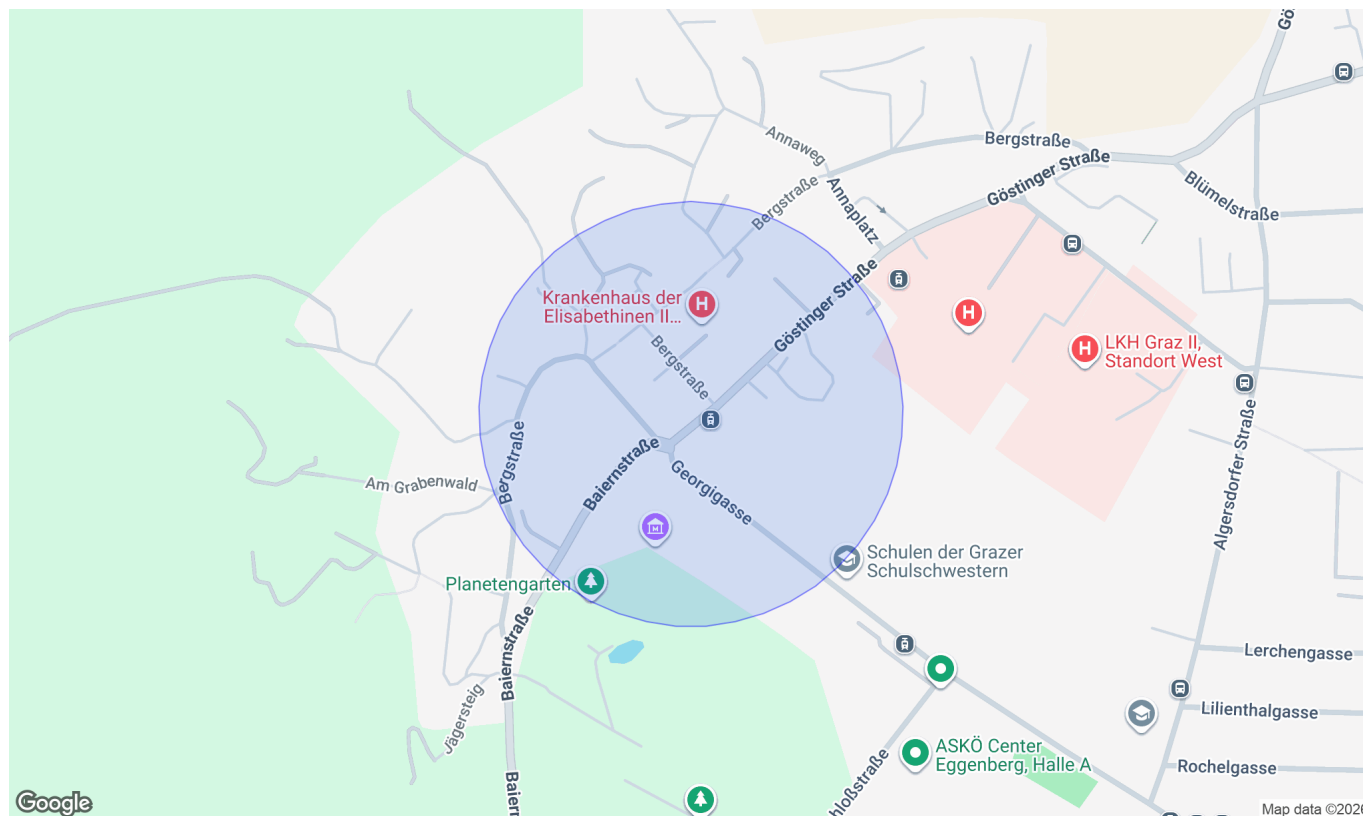 Gö
Annaweg
Bergstraße
Göstinger Straße
Blümelstraße
Annaplatz
Bergstraße
Krankenhaus der
Elisabethinen II...
H
H
H
LKH Graz II,
Standort West
Göstinger Straße
Bergstraße
Bergstraße
Baiernstraße
Georgigasse
Am Grabenwald
Algersdorfer Straße
M
Schulen der Grazer
Schulschwestern
Planetengarten
Baiernstraße
Jägersteig
Lerchengasse
Lilienthalgasse
ASKÖ Center
Eggenberg, Halle A
Rochelgasse
hloßstraße
Baiern
Google
Map data ©2026